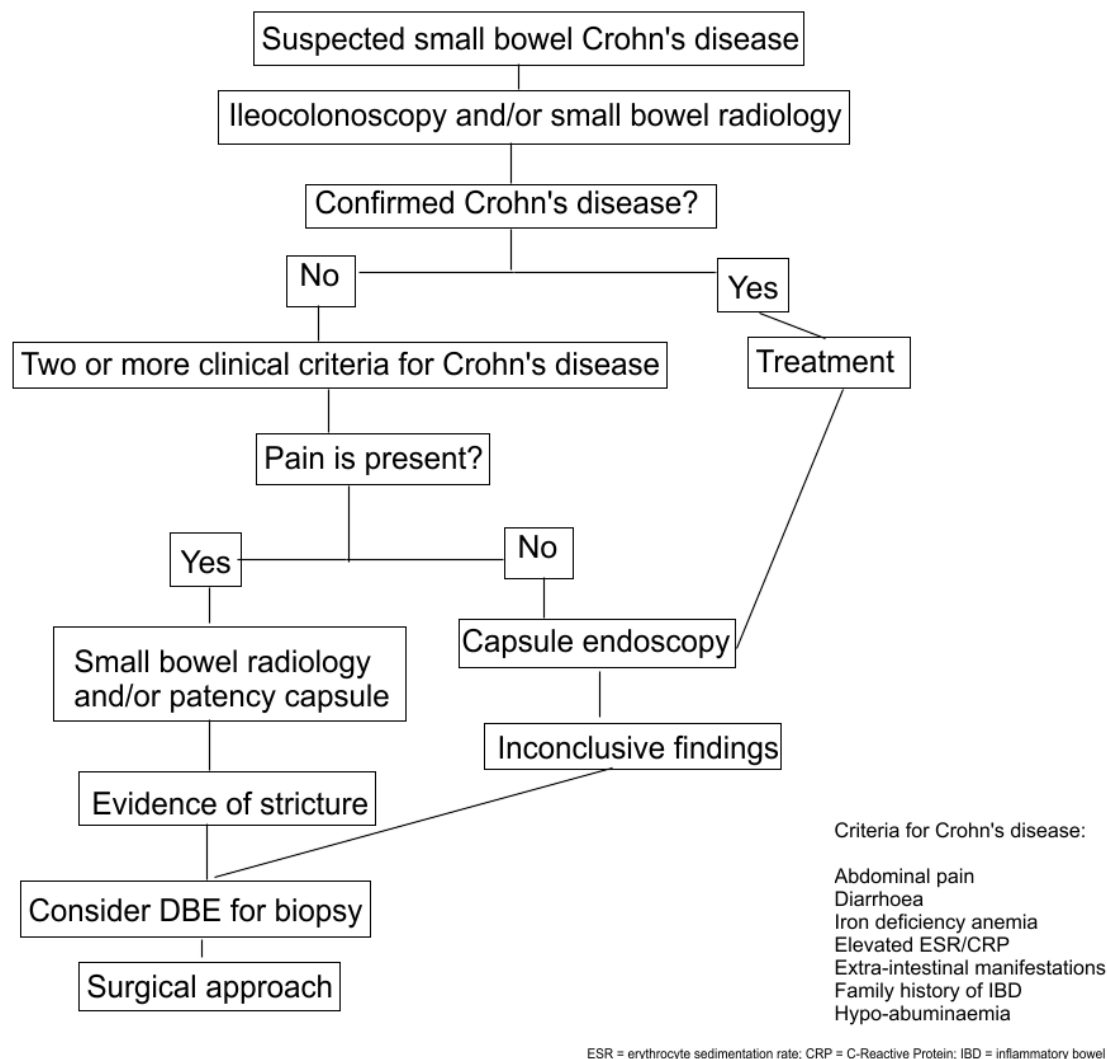 Suspected small bowel Crohn's disease
Ileocolonoscopy and/or small bowel radiology
Confirmed Crohn's disease?
No
Yes
Two or more clinical criteria for Crohn's disease
Treatment
Pain is present?
Yes
No
Small bowel radiology
and/or patency capsule
Capsule endoscopy
Inconclusive findings
Evidence of stricture
Consider DBE for biopsy
Surgical approach
Criteria for Crohn's disease:
Abdominal pain
Diarrhoea
Iron deficiency anemia
Elevated ESR/CRP
Extra-intestinal manifestations
Family history of IBD
Hypo-abuminaemia
ESR = erythrocyte sedimentation rate; CRP = C-Reactive Protein; IBD = inflammatory bowel